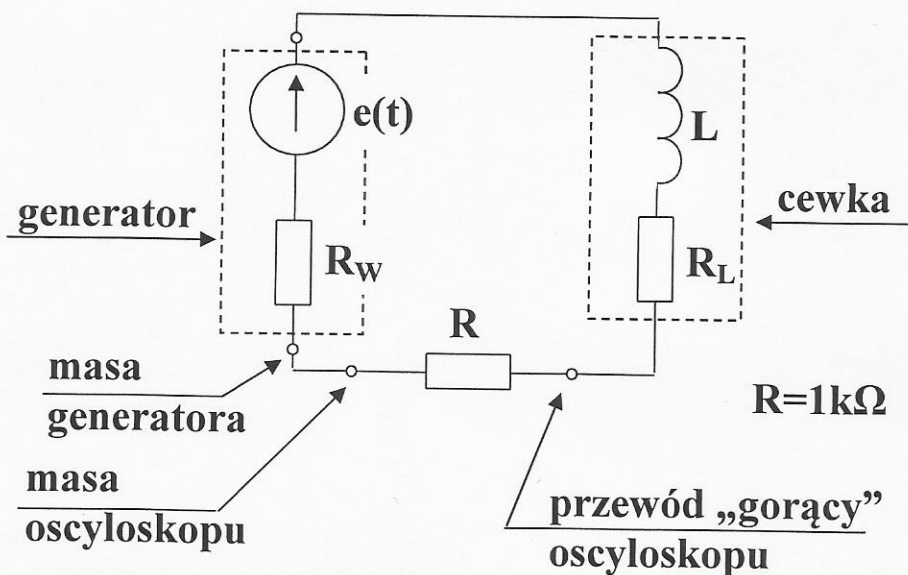 e(t)
L
generator
cewka
R_W
R_L
R
masa
generatora
R=1kΩ
masa
oscyloskopu
przewód „gorący”
oscyloskopu